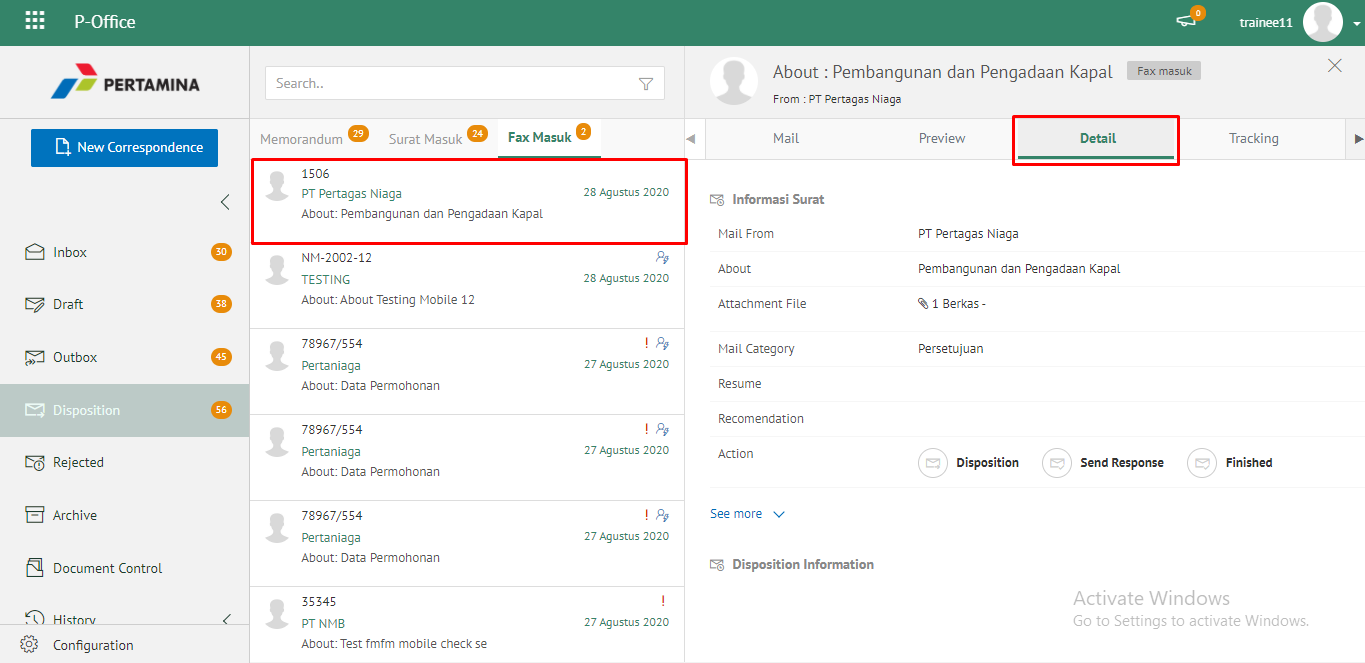 P-Office
0
trainee11
PERTAMINA
New Correspondence
Inbox 30
Draft 38
Outbox 45
Disposition 56
Rejected
Archive
Document Control
History
Configuration
Search..
Memorandum 29 Surat Masuk 24 Fax Masuk 2
1506
PT Pertagas Niaga 28 Agustus 2020
About: Pembangunan dan Pengadaan Kapal
NM-2002-12
TESTING 28 Agustus 2020
About: About Testing Mobile 12
78967/554 !
Pertaniaga 27 Agustus 2020
About: Data Permohonan
78967/554 !
Pertaniaga 27 Agustus 2020
About: Data Permohonan
78967/554 !
Pertaniaga 27 Agustus 2020
About: Data Permohonan
35345 !
PT NMB 27 Agustus 2020
About: Test fmfm mobile check se
About : Pembangunan dan Pengadaan Kapal Fax masuk
From : PT Pertagas Niaga
Mail Preview Detail Tracking
Informasi Surat
Mail From PT Pertagas Niaga
About Pembangunan dan Pengadaan Kapal
Attachment File 1 Berkas -
Mail Category Persetujuan
Resume
Recomendation
Action Disposition Send Response Finished
See more
Disposition Information
Activate Windows
Go to Settings to activate Windows.